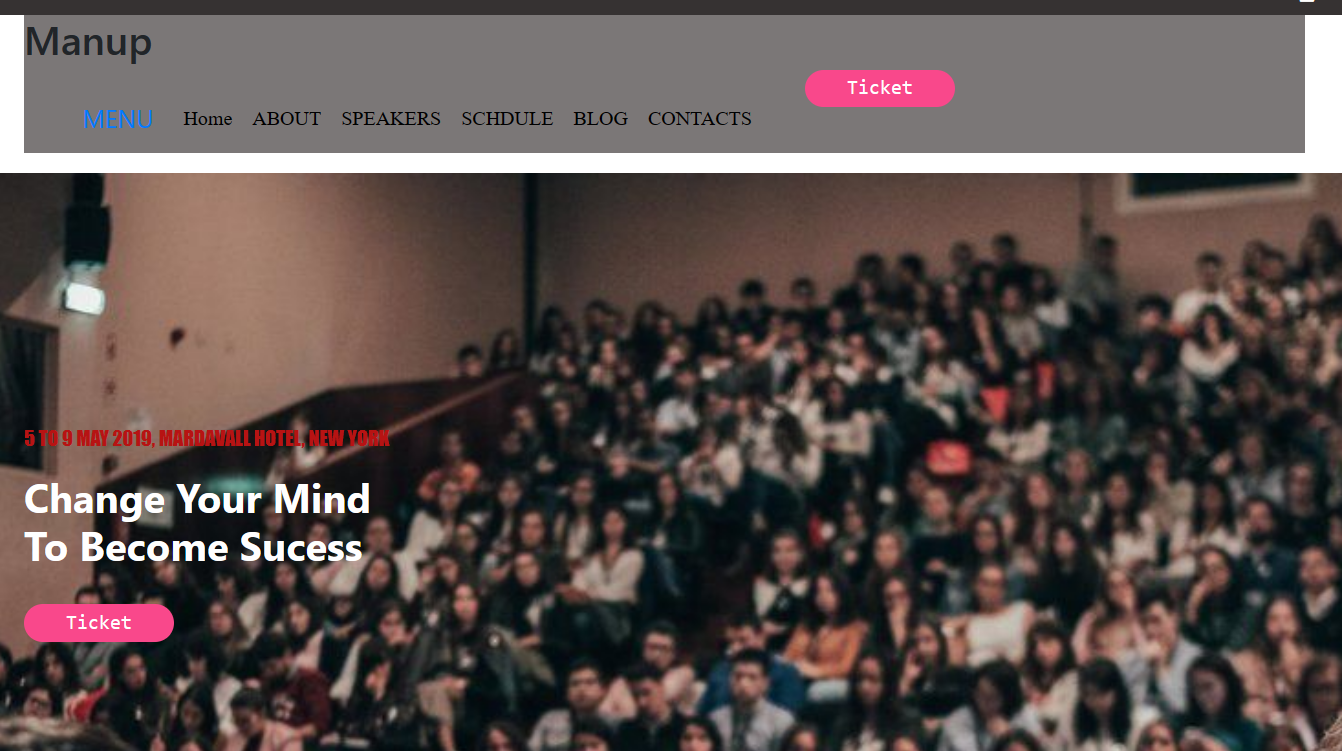 Manup
Ticket
MENU Home ABOUT SPEAKERS SCHDULE BLOG CONTACTS
5 TO 9 MAY 2019, MARDAVALL HOTEL, NEW YORK
Change Your Mind
To Become Sucess
Ticket